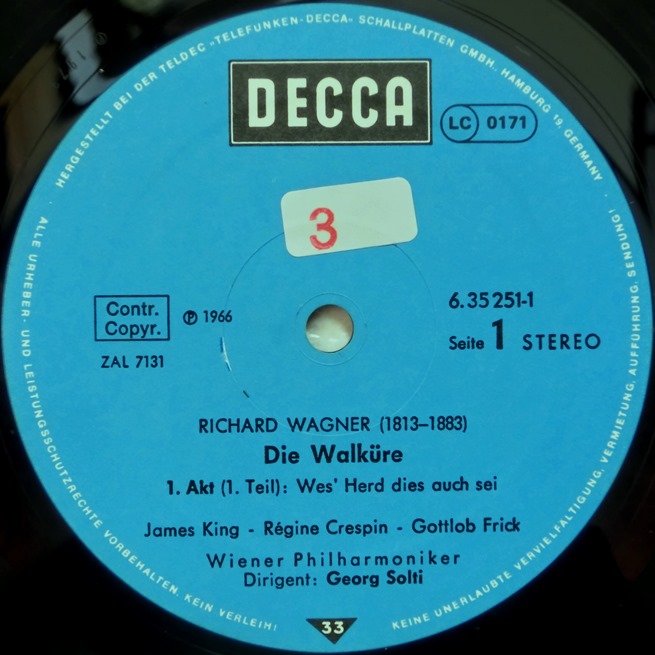 HERGESTELLT BEI DER TELDEC »TELEFUNKEN-DECCA« SCHALLPLATTEN GMBH, HAMBURG 19, GERMANY
DECCA
LC 0171
3
Contr.
Copyr.
℗ 1966
ZAL 7131
6.35 251-1
Seite 1 STEREO
RICHARD WAGNER (1813–1883)
Die Walküre
1. Akt (1. Teil): Wes' Herd dies auch sei
James King - Régine Crespin - Gottlob Frick
Wiener Philharmoniker
Dirigent: Georg Solti
33
ALLE URHEBER- UND LEISTUNGSSCHUTZRECHTE VORBEHALTEN. KEIN VERLEIH!
KEINE UNERLAUBTE VERVIELFÄLTIGUNG, VERMIETUNG, AUFFÜHRUNG, SENDUNG!